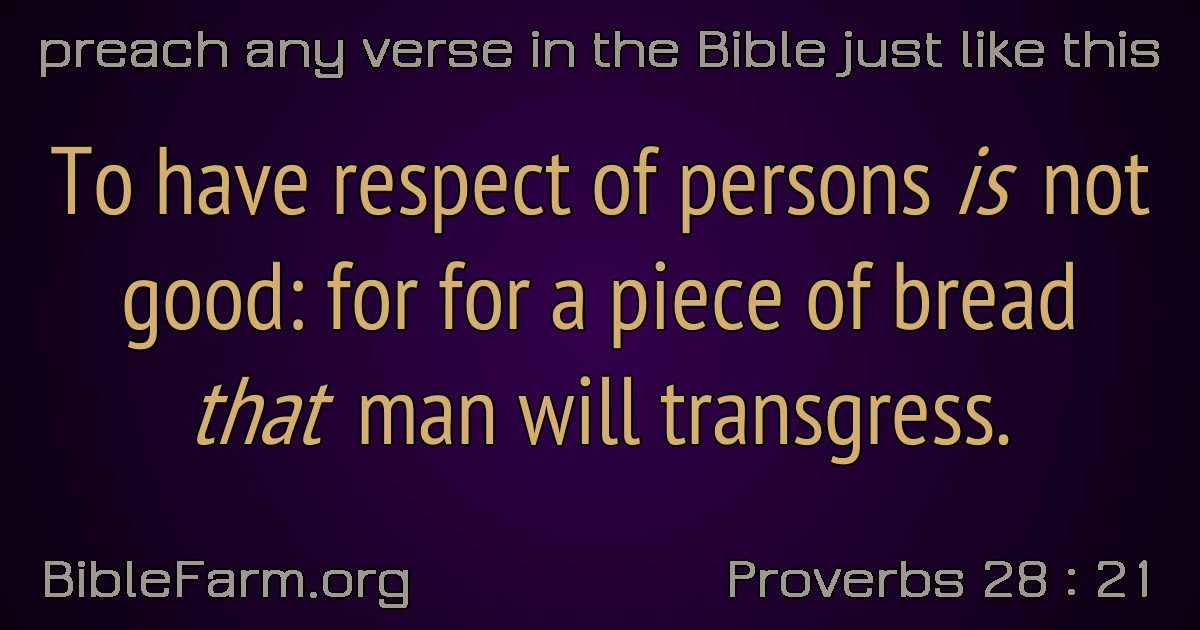 preach any verse in the Bible just like this
To have respect of persons is not
good: for for a piece of bread
that man will transgress.
BibleFarm.org
Proverbs 28 : 21